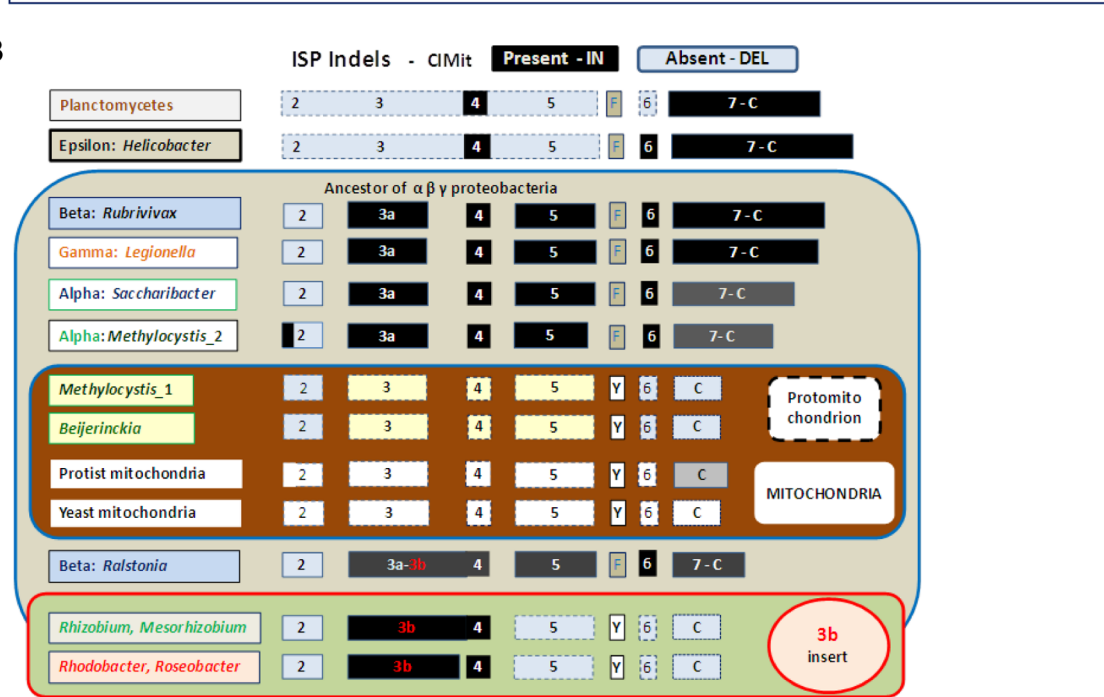 B
ISP Indels - CIMit Present - IN Absent - DEL
Planctomycetes 2 3 4 5 F 6 7 - C
Epsilon: Helicobacter 2 3 4 5 F 6 7 - C
Ancestor of α β γ proteobacteria
Beta: Rubrivivax 2 3a 4 5 F 6 7 - C
Gamma: Legionella 2 3a 4 5 F 6 7 - C
Alpha: Saccharibacter 2 3a 4 5 F 6 7 - C
Alpha: Methylocystis_2 2 3a 4 5 F 6 7- C
Methylocystis_1 2 3 4 5 Y 6 C
Protomito
chondrion
Beijerinckia 2 3 4 5 Y 6 C
Protist mitochondria 2 3 4 5 Y 6 C
MITOCHONDRIA
Yeast mitochondria 2 3 4 5 Y 6 C
Beta: Ralstonia 2 3a-3b 4 5 F 6 7 - C
Rhizobium, Mesorhizobium 2 3b 4 5 Y 6 C
3b
insert
Rhodobacter, Roseobacter 2 3b 4 5 Y 6 C